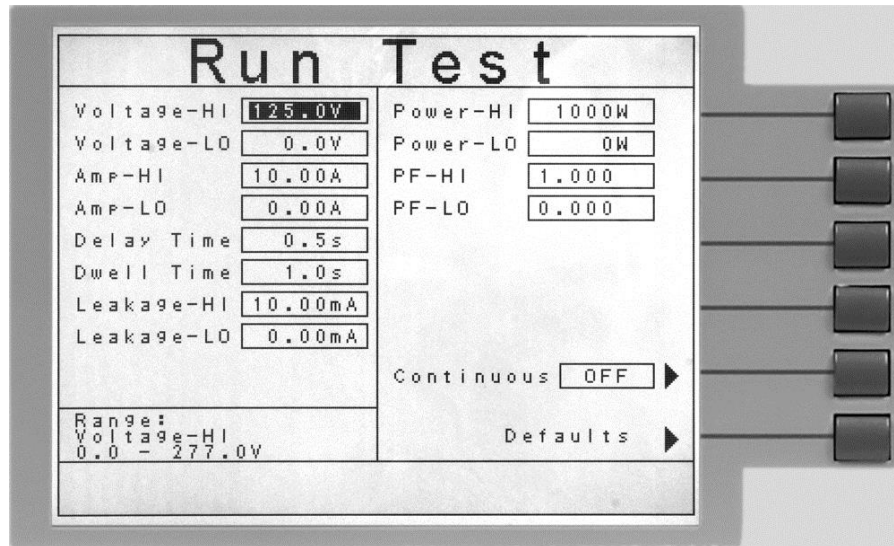 Run Test
Voltage-HI 125.0V
Voltage-LO 0.0V
Amp-HI 10.00A
Amp-LO 0.00A
Delay Time 0.5s
Dwell Time 1.0s
Leakage-HI 10.00mA
Leakage-LO 0.00mA
Range:
Voltage-HI
0.0 - 277.0V
Power-HI 1000W
Power-LO 0W
PF-HI 1.000
PF-LO 0.000
Continuous OFF
Defaults